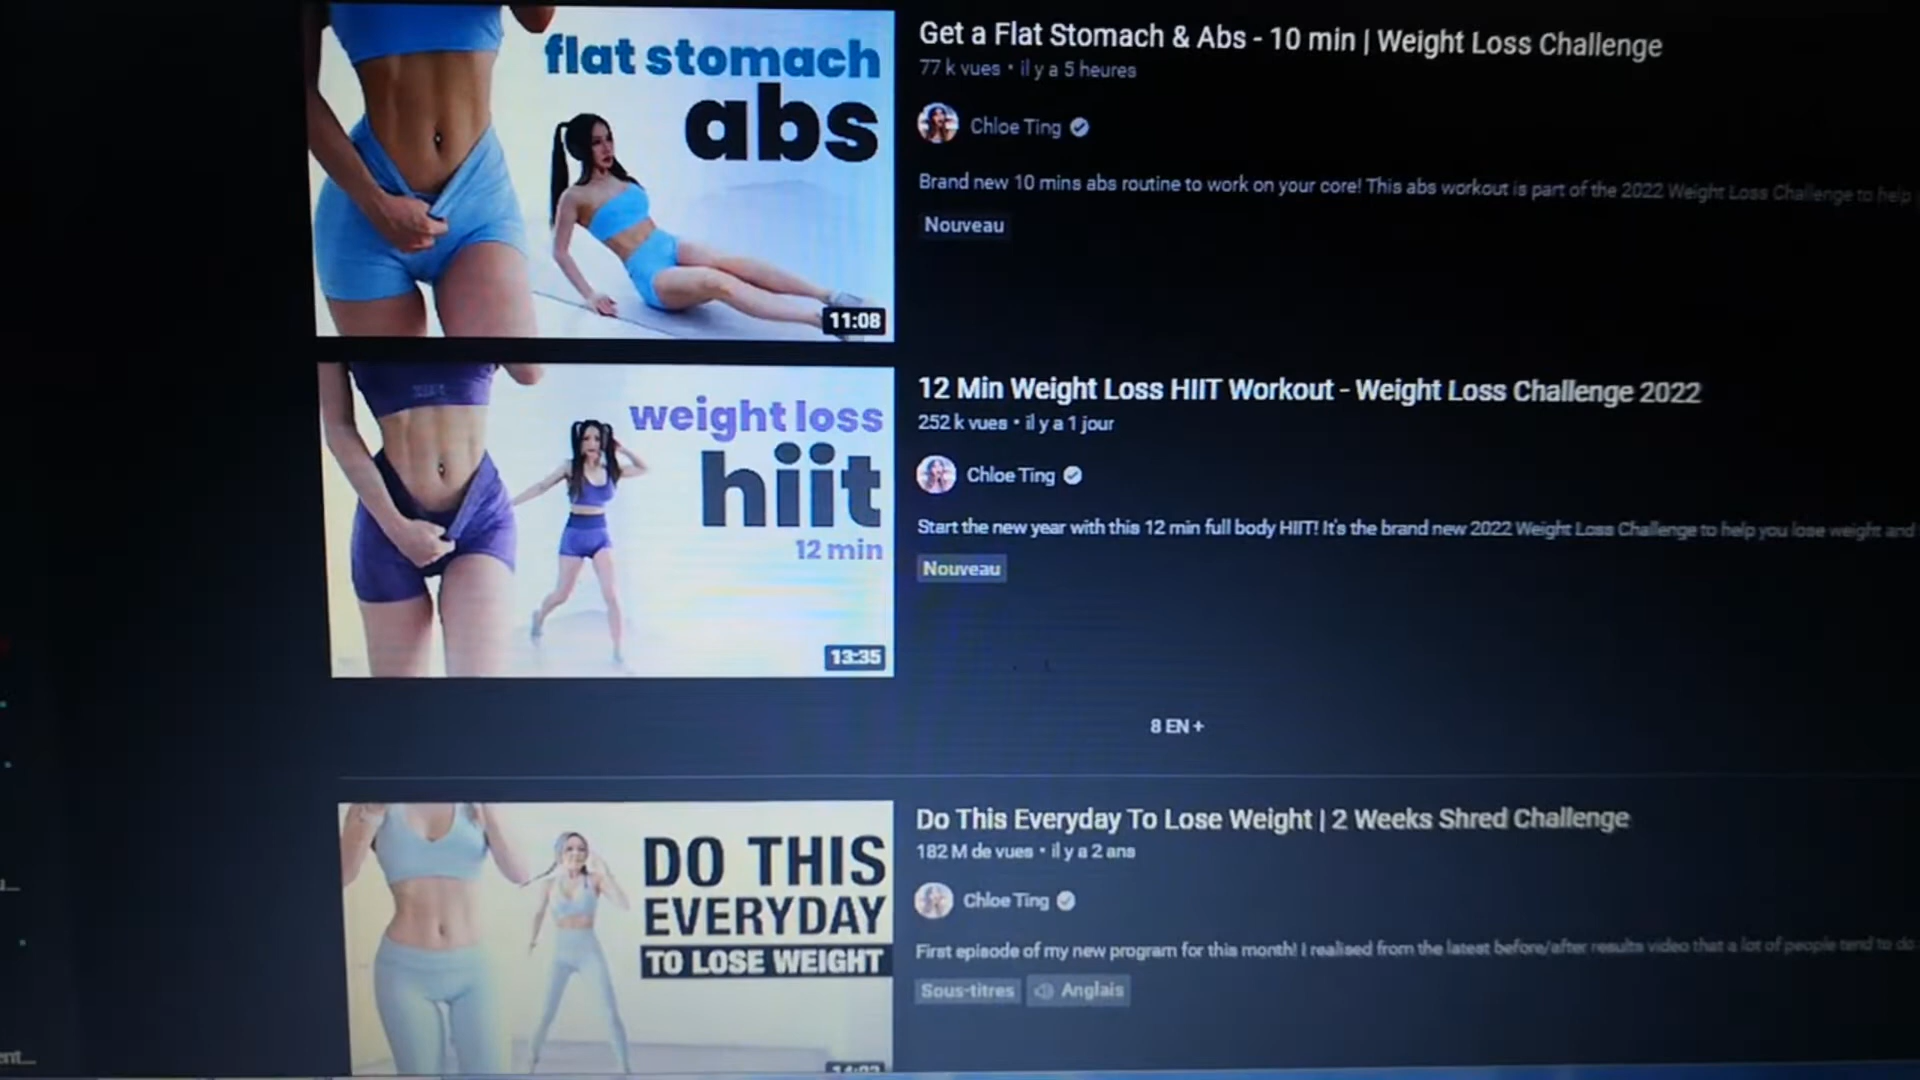 flat stomach
abs
11:08
Get a Flat Stomach & Abs - 10 min | Weight Loss Challenge
77 k vues • il y a 5 heures
Chloe Ting
Brand new 10 mins abs routine to work on your core! This abs workout is part of the 2022 Weight Loss Challenge to help
Nouveau
weight loss
hiit
12 min
13:35
12 Min Weight Loss HIIT Workout - Weight Loss Challenge 2022
252 k vues • il y a 1 jour
Chloe Ting
Start the new year with this 12 min full body HIIT! It's the brand new 2022 Weight Loss Challenge to help you lose weight and
Nouveau
8 EN +
DO THIS
EVERYDAY
TO LOSE WEIGHT
Do This Everyday To Lose Weight | 2 Weeks Shred Challenge
182 M de vues • il y a 2 ans
Chloe Ting
First episode of my new program for this month! I realised from the latest before/after results video that a lot of people tend to do
Sous-titres
Anglais